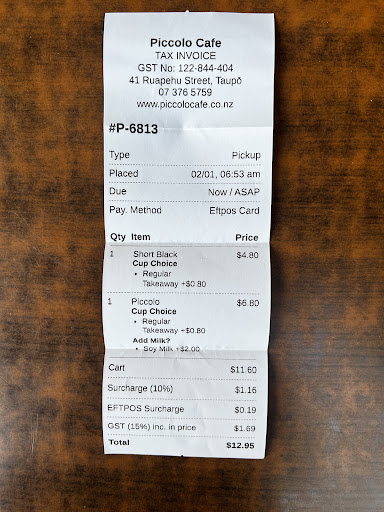 Piccolo Cafe
TAX INVOICE
GST No: 122-844-404
41 Ruapehu Street, Taupō
07 376 5759
www.piccolocafe.co.nz
#P-6813
Type Pickup
Placed 02/01, 06:53 am
Due Now / ASAP
Pay. Method Eftpos Card
Qty Item Price
1 Short Black $4.80
Cup Choice
• Regular
Takeaway +$0.80
1 Piccolo $6.80
Cup Choice
• Regular
Takeaway +$0.80
Add Milk?
• Soy Milk +$2.00
Cart $11.60
Surcharge (10%) $1.16
EFTPOS Surcharge $0.19
GST (15%) inc. in price $1.69
Total $12.95